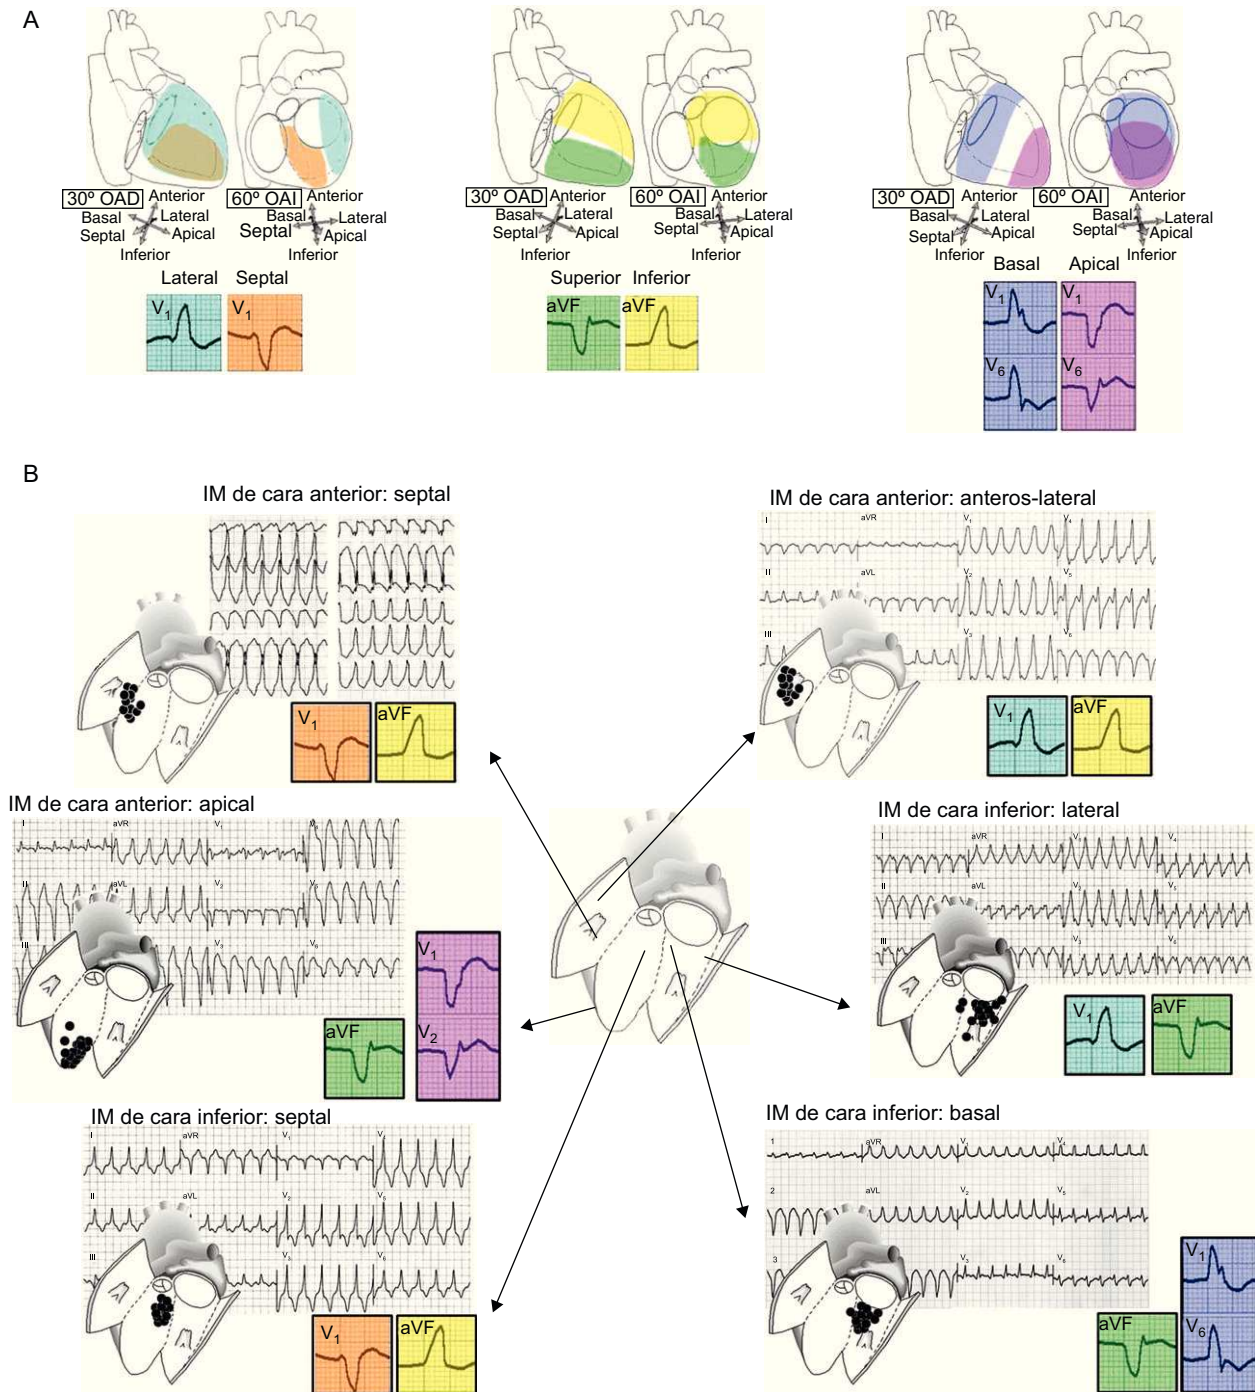 A
30º OAD
Anterior
Basal
Lateral
Septal
Apical
Inferior
60º OAI
Anterior
Basal
Lateral
Septal
Apical
Inferior
Lateral
Septal
V1
V1
30º OAD
Anterior
Basal
Lateral
Septal
Apical
Inferior
60º OAI
Anterior
Basal
Lateral
Septal
Apical
Inferior
Superior
Inferior
aVF
aVF
30º OAD
Anterior
Basal
Lateral
Septal
Apical
Inferior
60º OAI
Anterior
Basal
Lateral
Septal
Apical
Inferior
Basal
Apical
V1
V1
V6
V6
B
IM de cara anterior: septal
V1
aVF
IM de cara anterior: anteros-lateral
I
aVR
V1
V4
II
aVL
V2
V5
III
V3
V6
V1
aVF
IM de cara anterior: apical
I
aVR
V1
II
aVL
V2
V5
III
V3
V6
aVF
V1
V2
IM de cara inferior: lateral
I
aVR
V1
V4
II
aVL
V2
V5
III
V3
V6
V1
aVF
IM de cara inferior: septal
I
aVR
V1
V4
II
aVL
V2
V5
III
V3
V6
V1
aVF
IM de cara inferior: basal
1
aVR
V1
V4
2
aVL
V2
V5
3
V3
V6
aVF
V1
V6